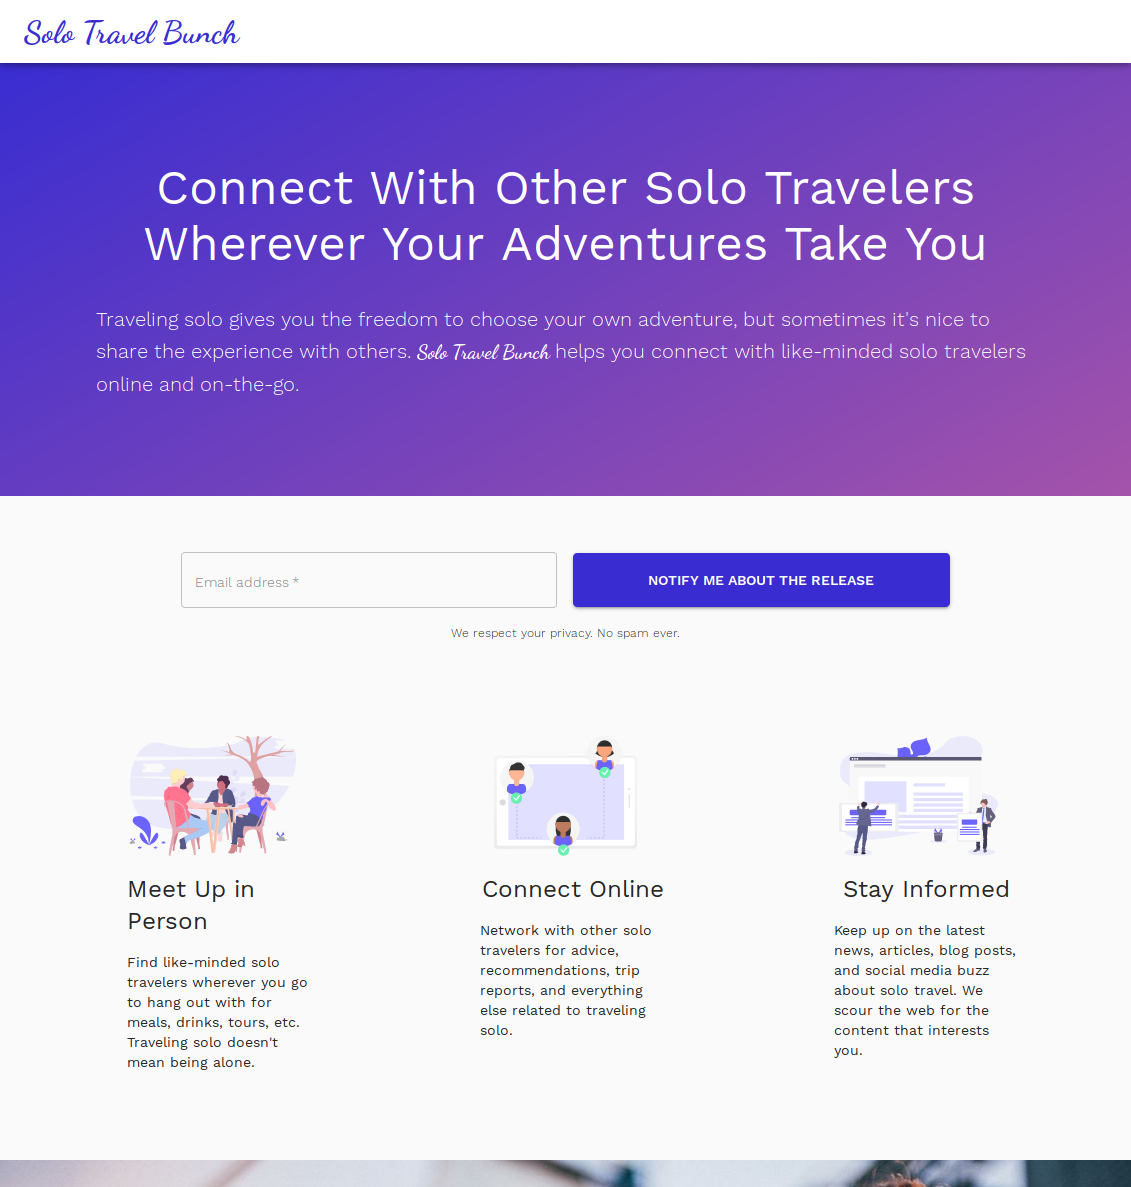 Solo Travel Bunch
Connect With Other Solo Travelers
Wherever Your Adventures Take You
Traveling solo gives you the freedom to choose your own adventure, but sometimes it's nice to
share the experience with others. Solo Travel Bunch helps you connect with like-minded solo travelers
online and on-the-go.
Email address *
NOTIFY ME ABOUT THE RELEASE
We respect your privacy. No spam ever.
Meet Up in
Person
Find like-minded solo
travelers wherever you go
to hang out with for
meals, drinks, tours, etc.
Traveling solo doesn't
mean being alone.
Connect Online
Network with other solo
travelers for advice,
recommendations, trip
reports, and everything
else related to traveling
solo.
Stay Informed
Keep up on the latest
news, articles, blog posts,
and social media buzz
about solo travel. We
scour the web for the
content that interests
you.